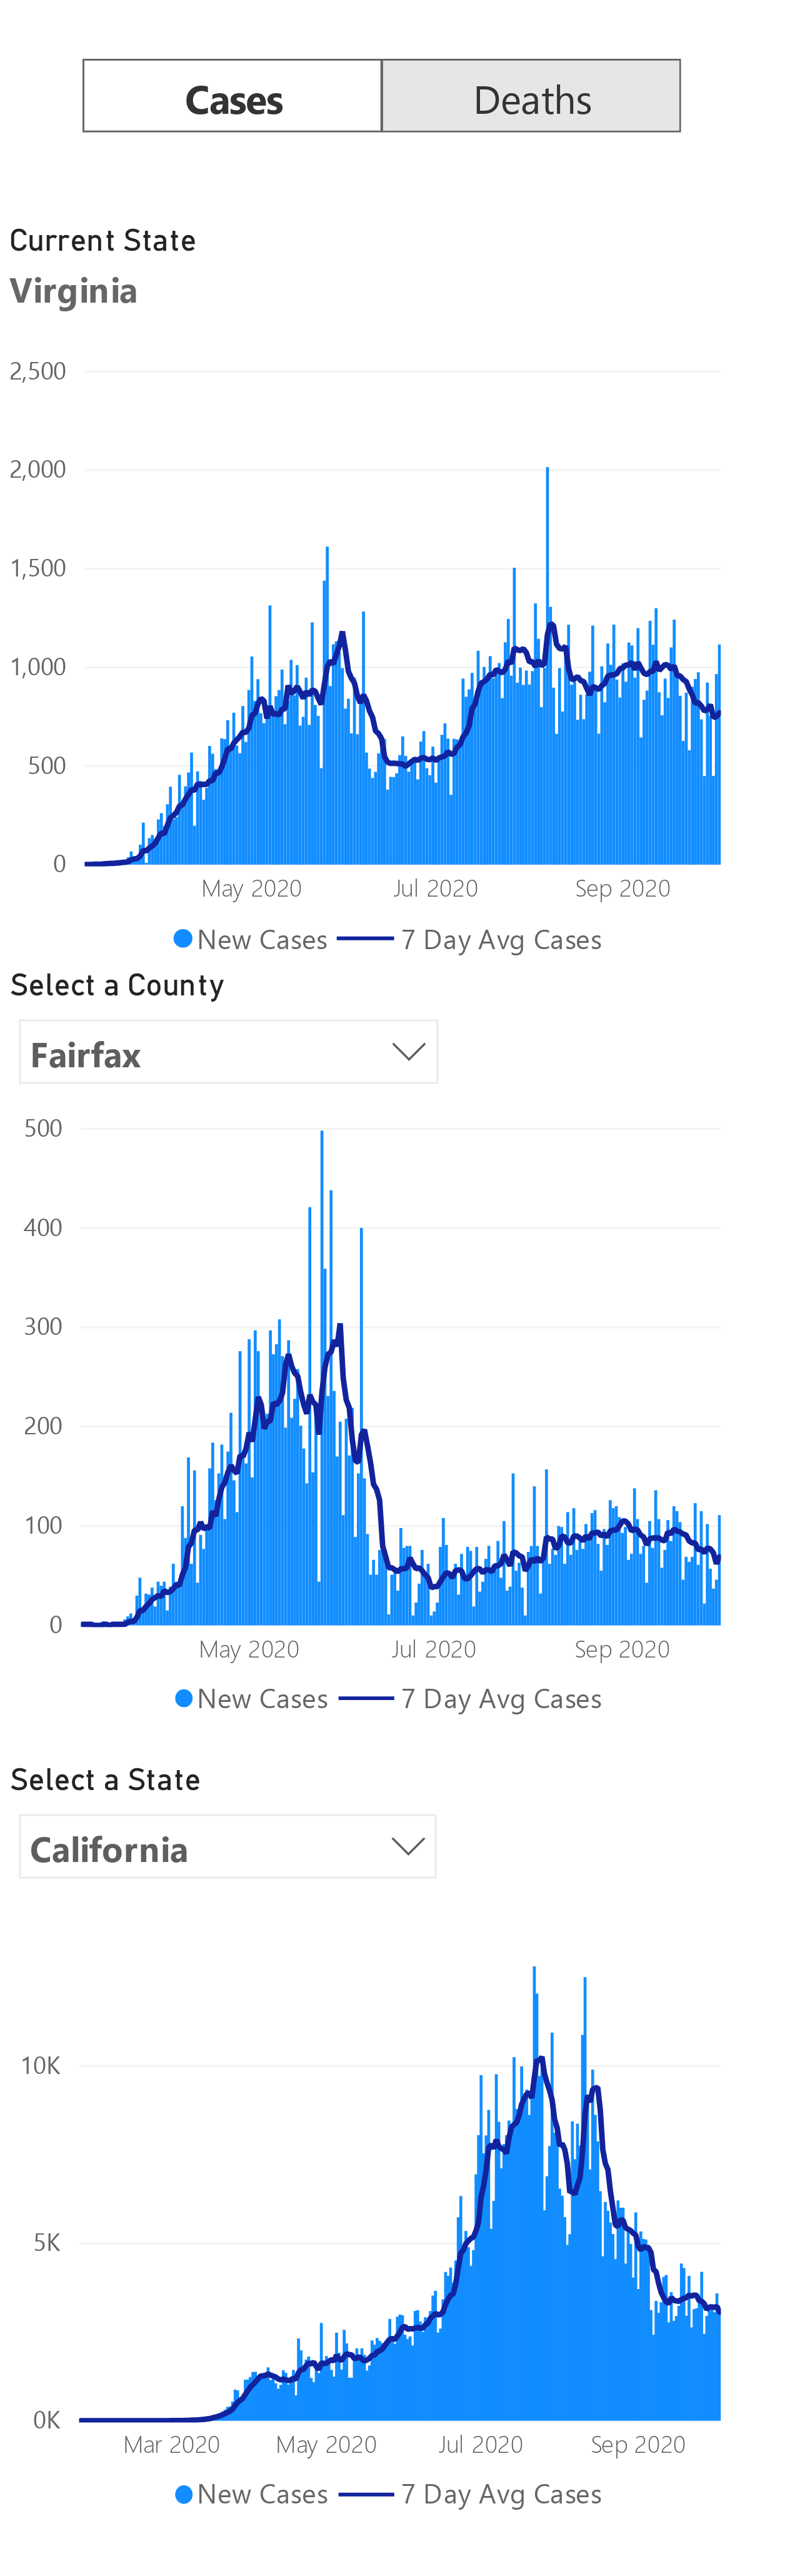 Cases Deaths
Current State
Virginia
2,500
2,000
1,500
1,000
500
0
May 2020 Jul 2020 Sep 2020
New Cases 7 Day Avg Cases
Select a County
Fairfax
500
400
300
200
100
0
May 2020 Jul 2020 Sep 2020
New Cases 7 Day Avg Cases
Select a State
California
10K
5K
0K
Mar 2020 May 2020 Jul 2020 Sep 2020
New Cases 7 Day Avg Cases